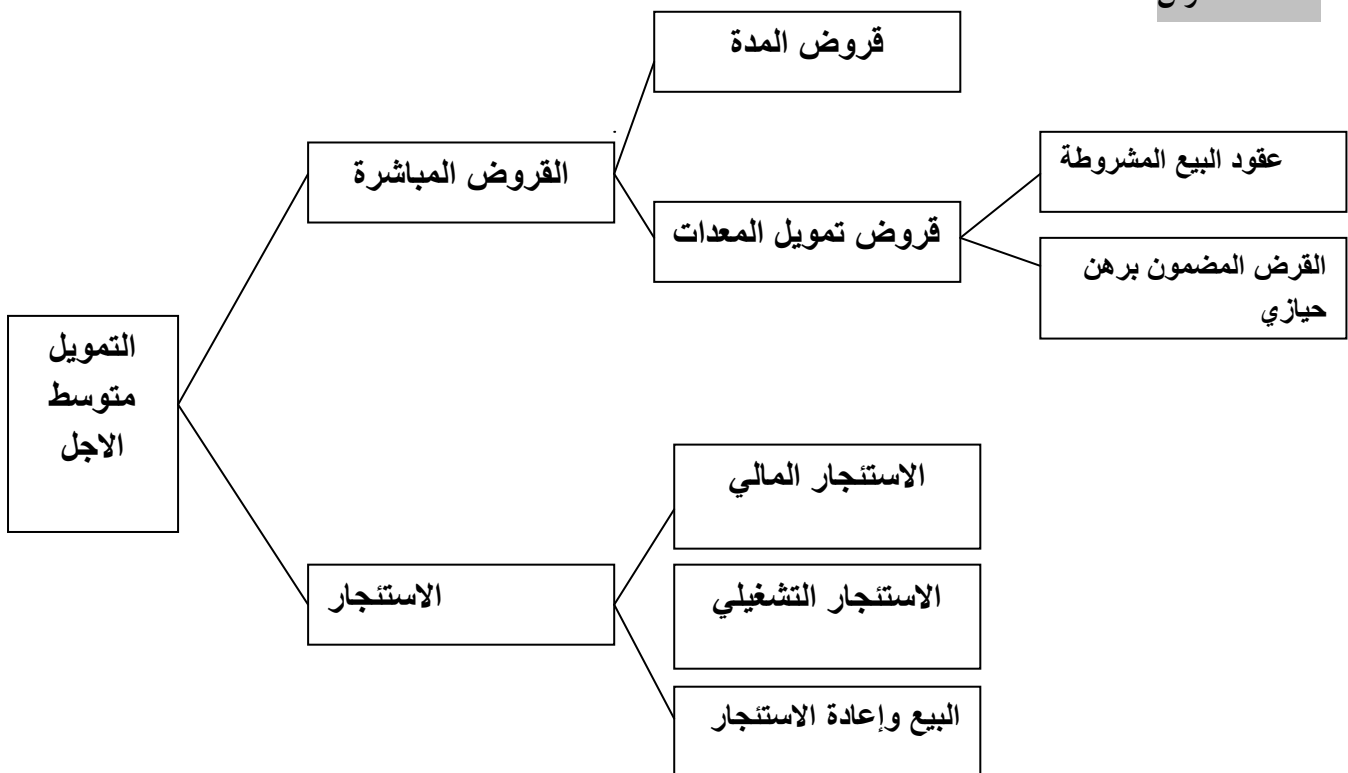 قروض المدة
القروض المباشرة
عقود البيع المشروطة
قروض تمويل المعدات
القرض المضمون برهن
حيازي
التمويل
متوسط
الاجل
الاستئجار المالي
الاستئجار
الاستئجار التشغيلي
البيع وإعادة الاستئجار